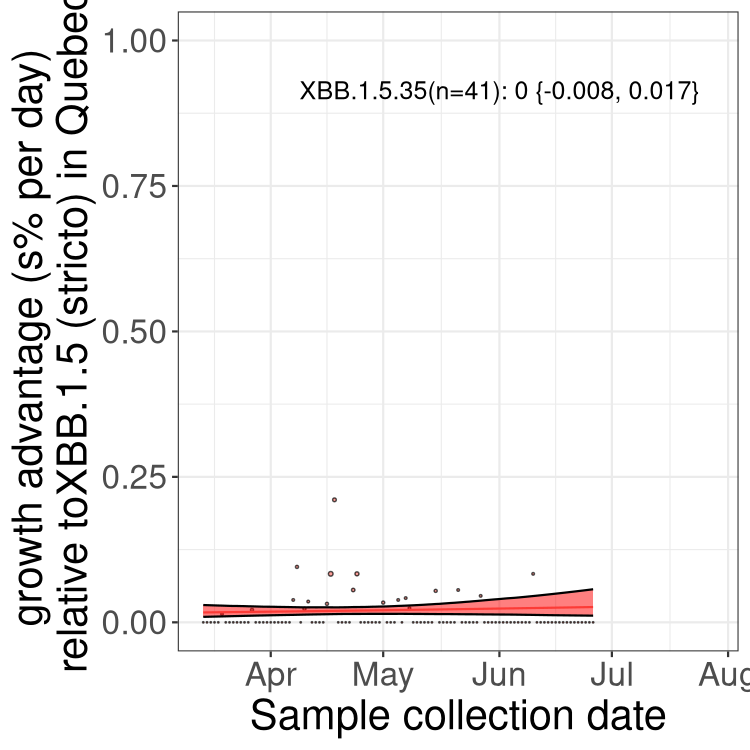 growth advantage (s% per day)
relative toXBB.1.5 (stricto) in Quebec
1.00
0.75
0.50
0.25
0.00
XBB.1.5.35(n=41): 0 {-0.008, 0.017}
Apr May Jun Jul Aug
Sample collection date